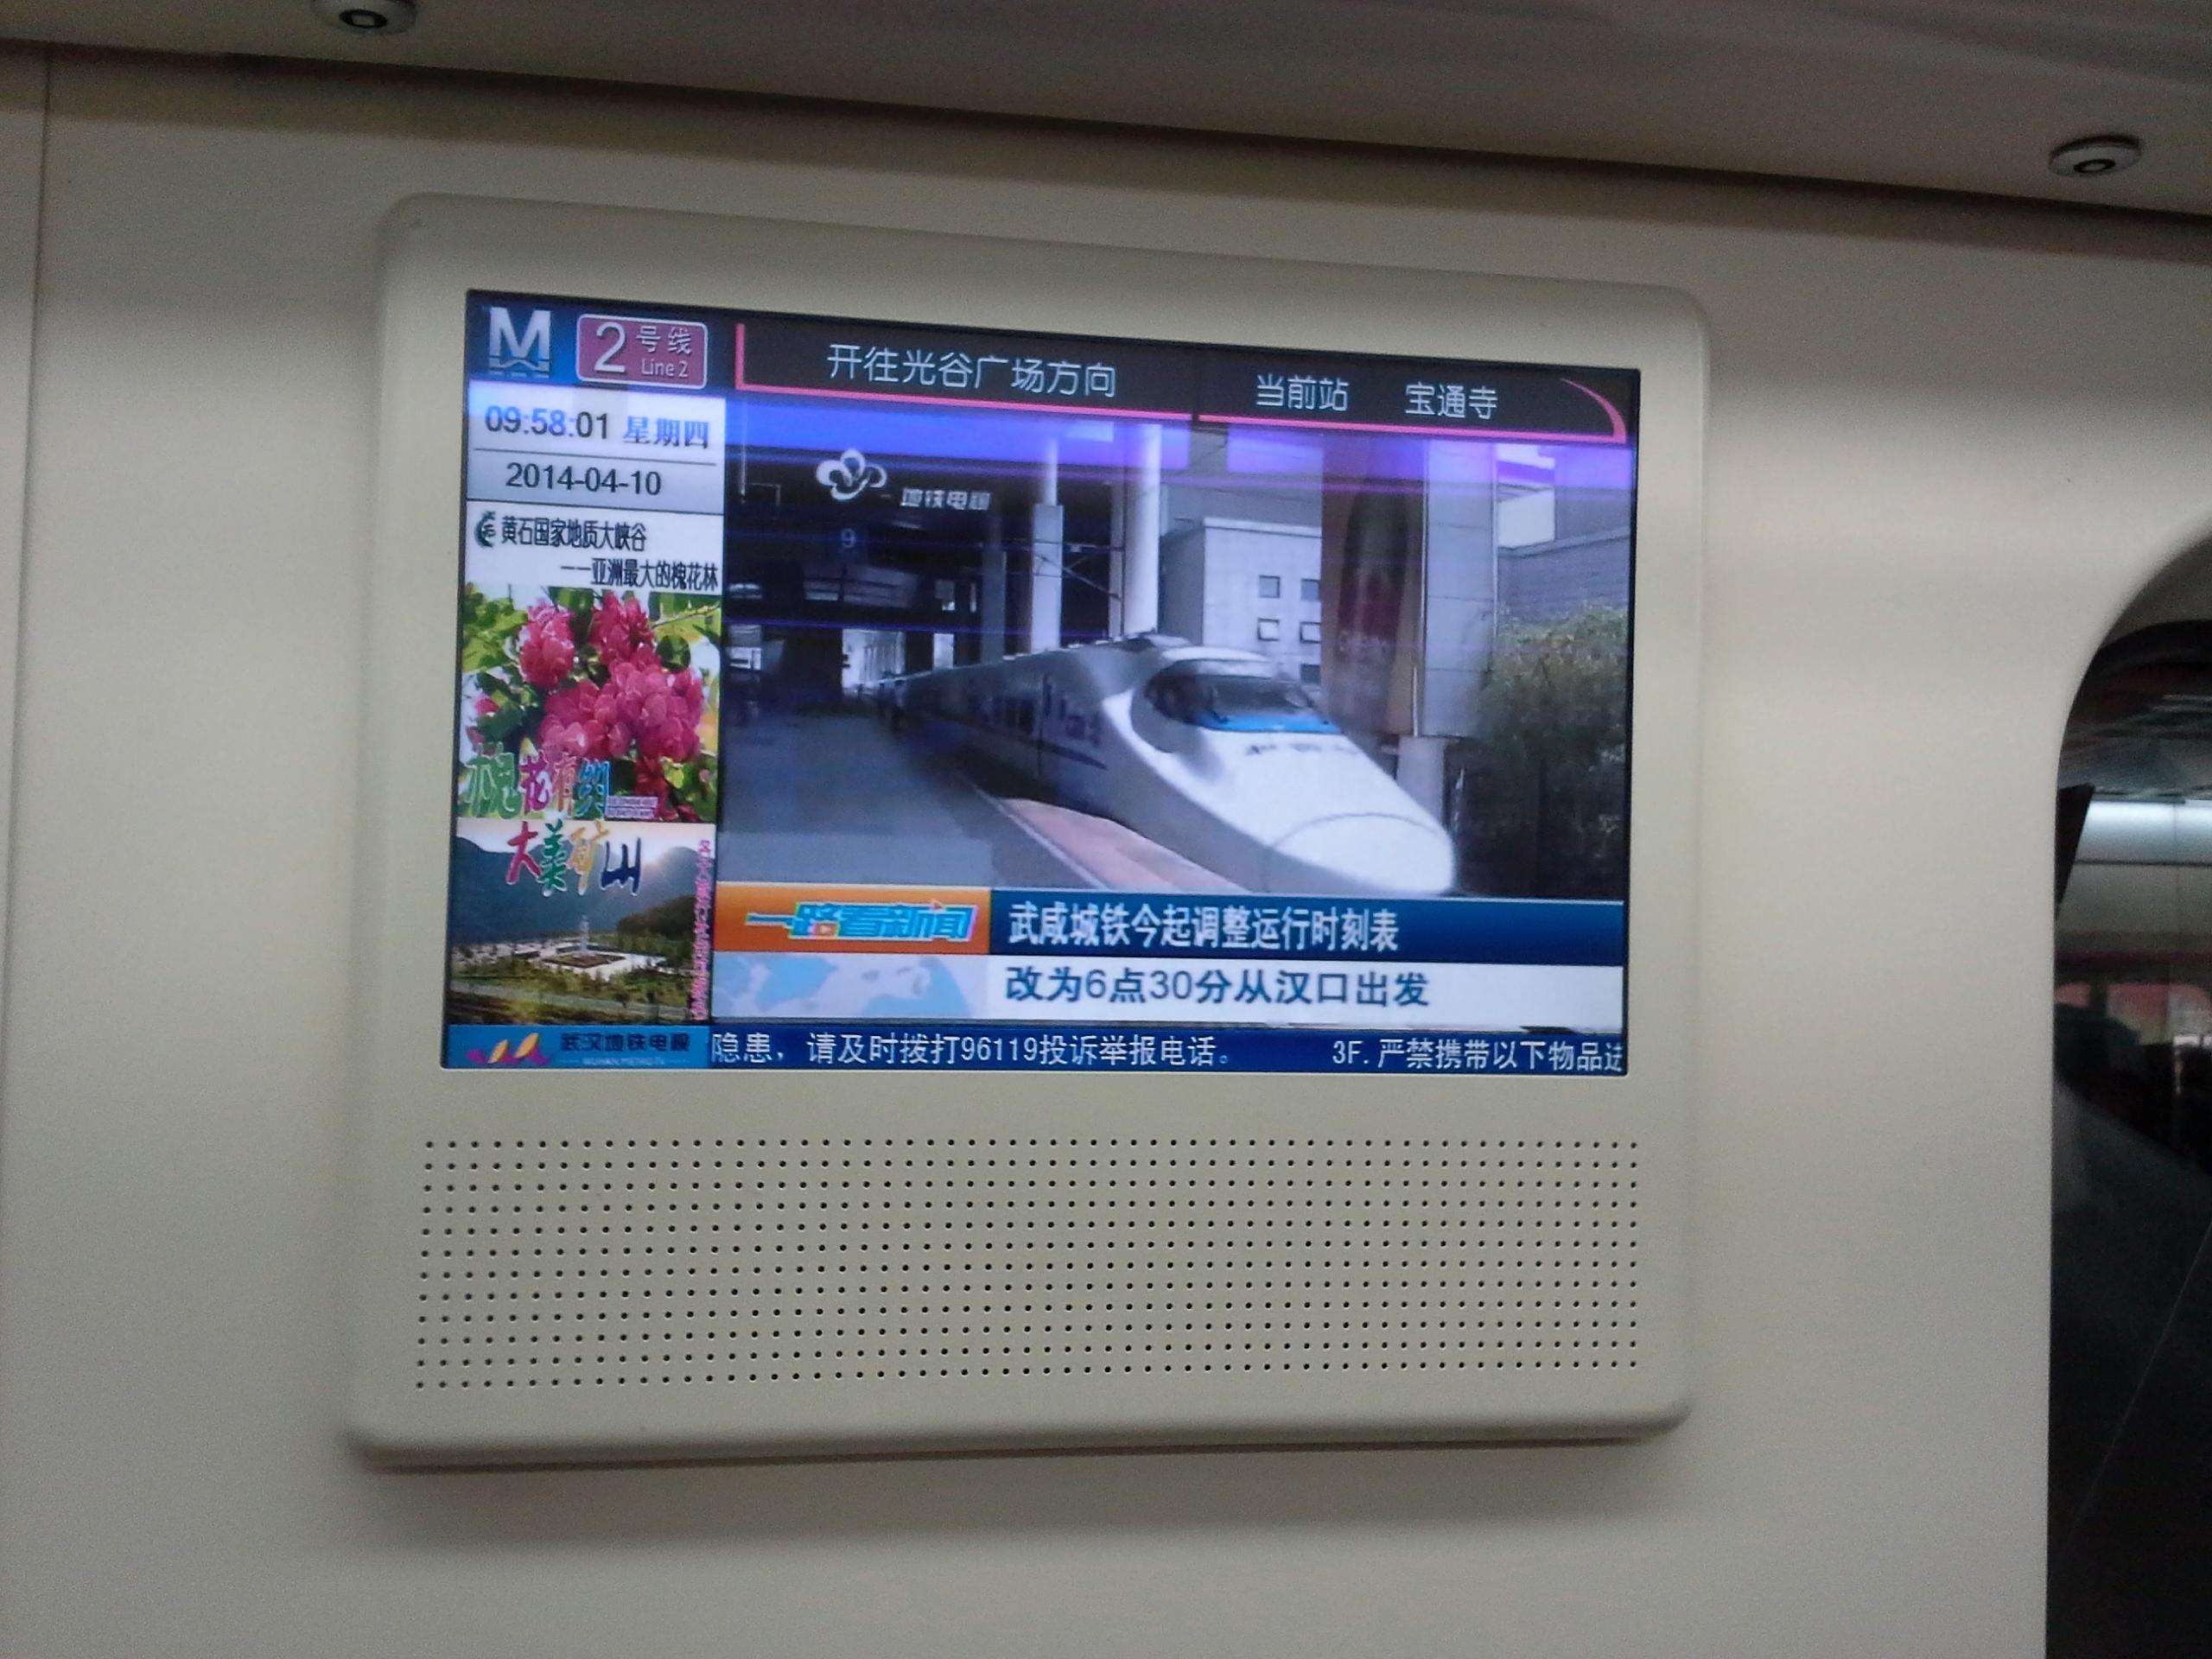 M
2号线
Line 2
开往光谷广场方向
当前站 宝通寺
09:58:01 星期四
2014-04-10
地铁电视
9
黄石国家地质大峡谷
——亚洲最大的槐花林
槐花有约
大美矿山
一路看新闻
武咸城铁今起调整运行时刻表
改为6点30分从汉口出发
武汉地铁电视
WUHAN METRO TV
隐患，请及时拨打96119投诉举报电话。 3F.严禁携带以下物品进